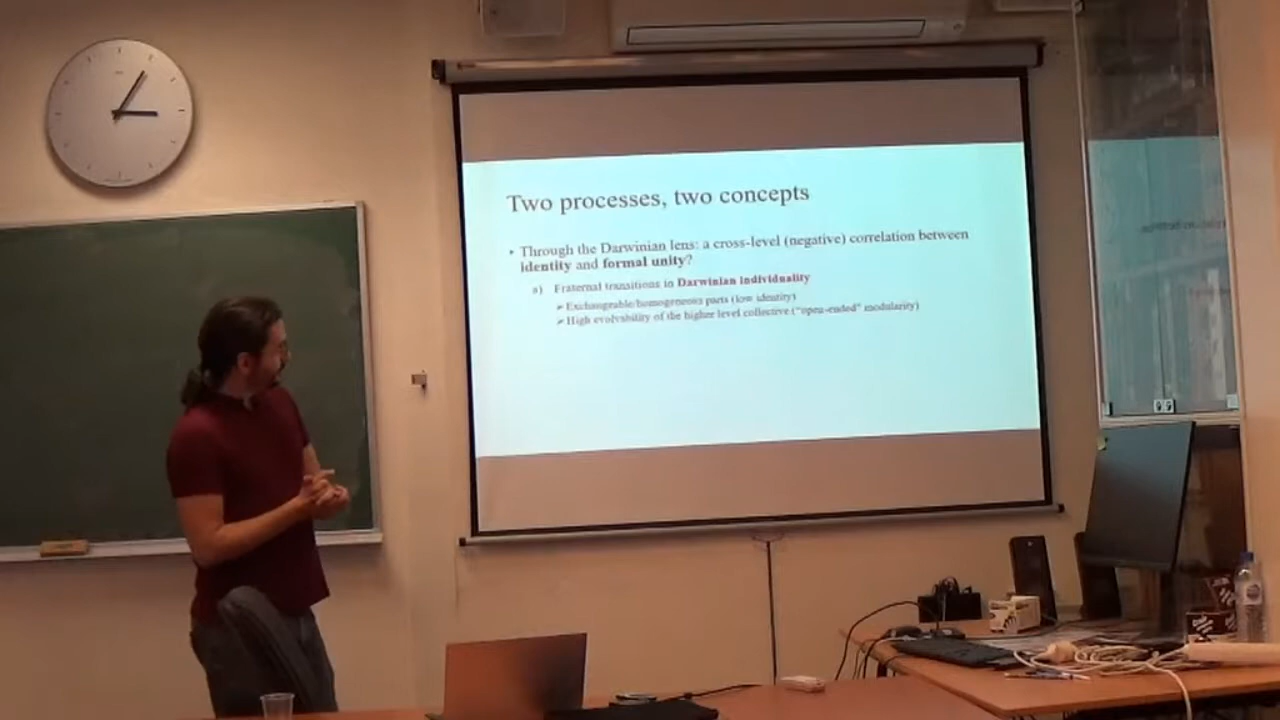 Two processes, two concepts
• Through the Darwinian lens: a cross-level (negative) correlation between
identity and formal unity?
a) Fraternal transitions in Darwinian individuality
➢ Exchangeable/homogeneous parts (low identity)
➢ High evolvability of the higher level collective ("open-ended" modularity)